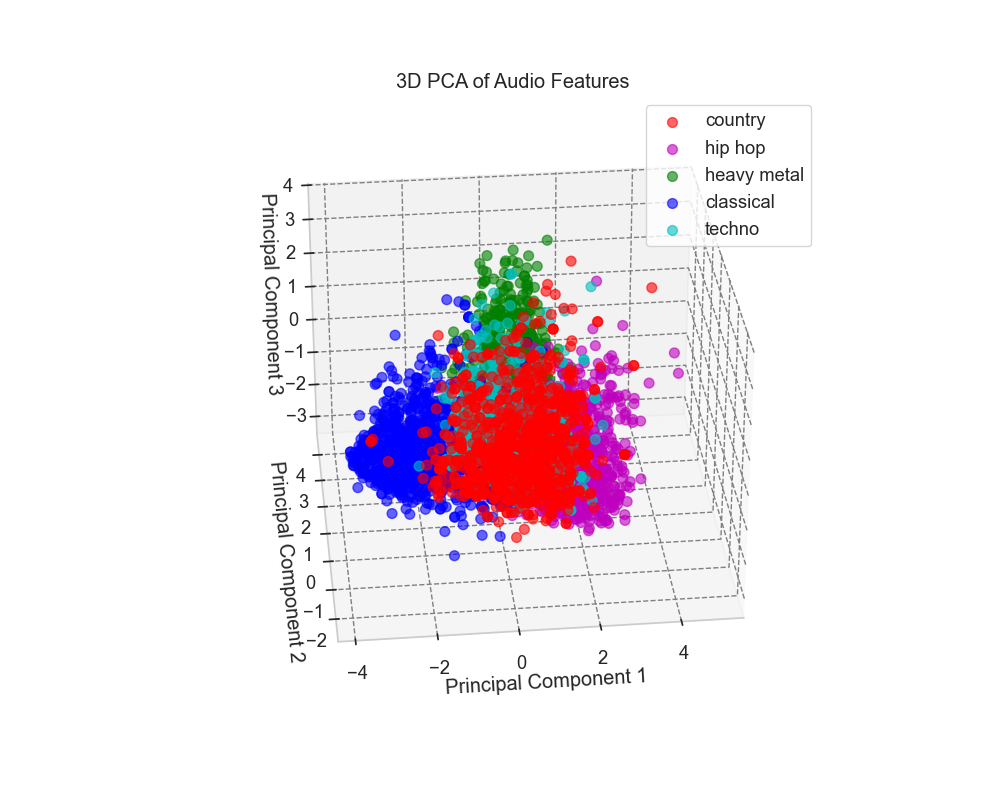 3D PCA of Audio Features
country
hip hop
heavy metal
classical
techno
4
3
2
1
0
−1
−2
−3
Principal Component 3
4
3
2
1
0
−1
−2
Principal Component 2
−4
−2
0
2
4
Principal Component 1